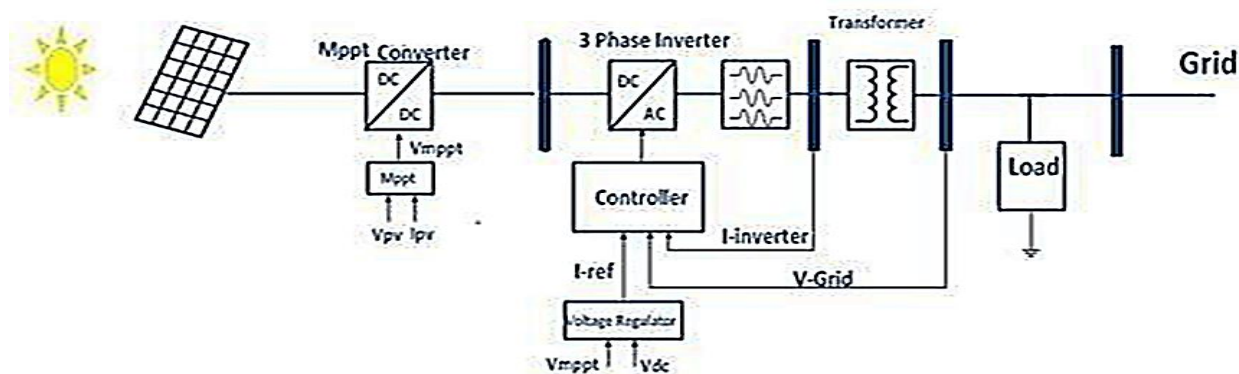 Transformer
3 Phase Inverter
Mppt Converter
Grid
DC
DC
DC
AC
Vmppt
Mppt
Vpv Ipv
Controller
Load
I-inverter
I-ref
V-Grid
Voltage Regulator
Vmppt
Vdc